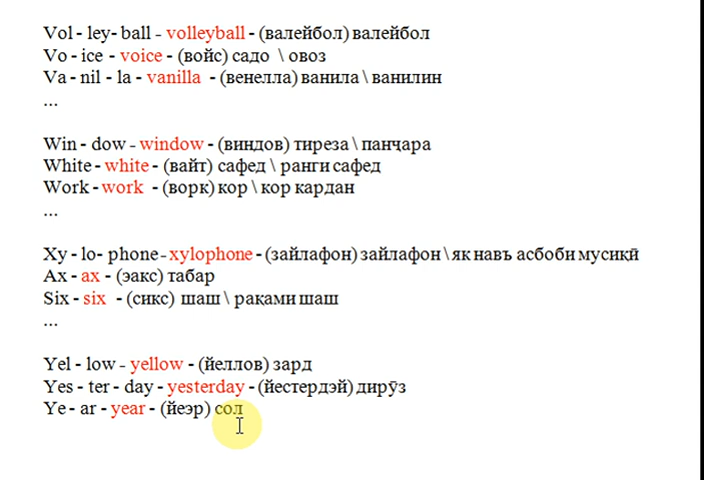 Vol - ley- ball - volleyball - (валейбол) валейбол
Vo - ice - voice - (войс) садо \ овоз
Va - nil - la - vanilla - (венелла) ванила \ ванилин
...
Win - dow - window - (виндов) тиреза \ панҷара
White - white - (вайт) сафед \ ранги сафед
Work - work - (ворк) кор \ кор кардан
...
Xy - lo- phone - xylophone - (зайлафон) зайлафон \ як навъ асбоби мусиқӣ
Ax - ax - (эакс) табар
Six - six - (сикс) шаш \ рақами шаш
...
Yel - low - yellow - (йеллов) зард
Yes - ter - day - yesterday - (йестердэй) дирӯз
Ye - ar - year - (йеэр) сол